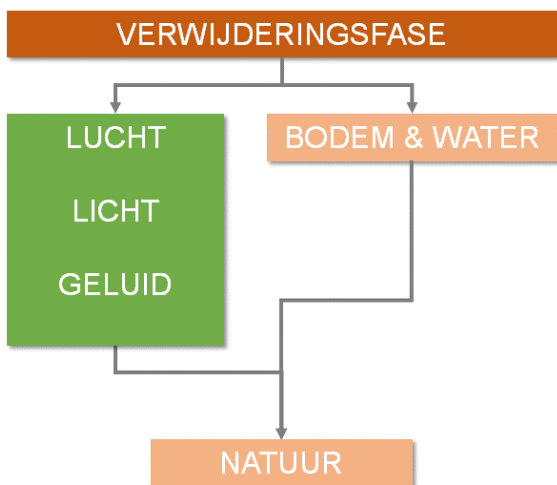 VERWIJDERINGSFASE
LUCHT
LICHT
GELUID
BODEM & WATER
NATUUR